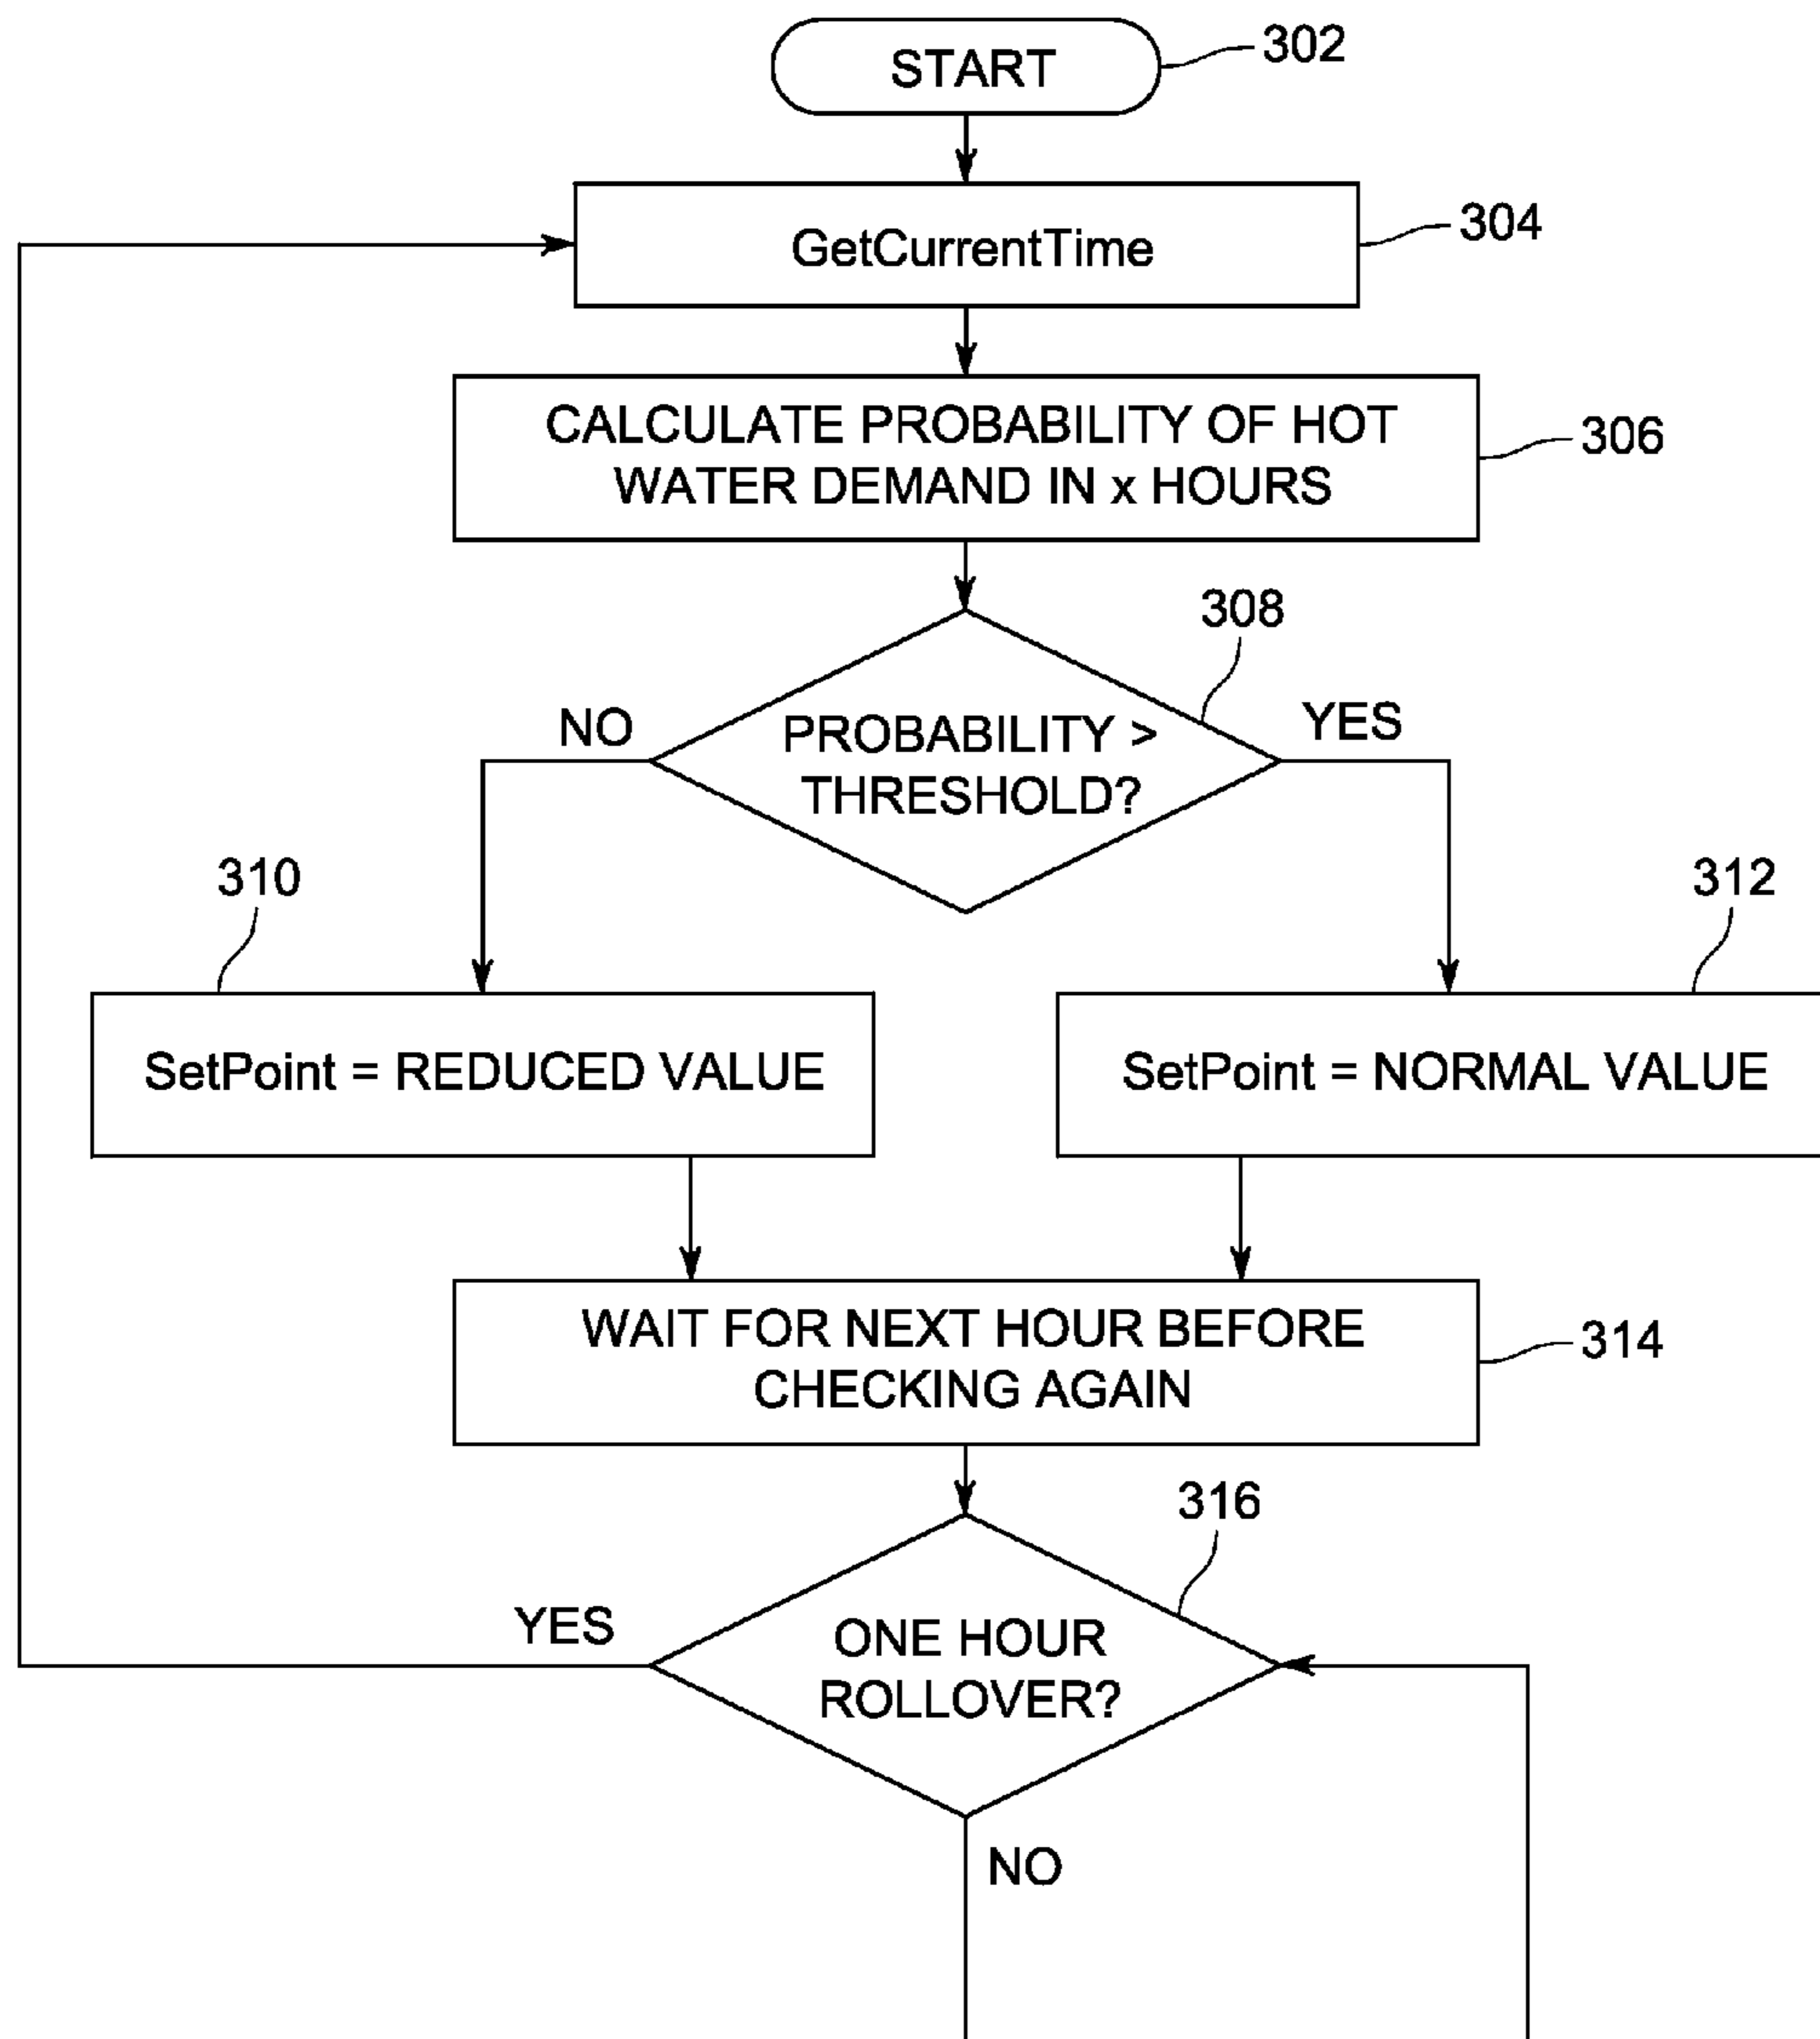 START
302
GetCurrentTime
304
CALCULATE PROBABILITY OF HOT
WATER DEMAND IN x HOURS
306
308
NO
PROBABILITY >
THRESHOLD?
YES
310
312
SetPoint = REDUCED VALUE
SetPoint = NORMAL VALUE
WAIT FOR NEXT HOUR BEFORE
CHECKING AGAIN
314
316
YES
ONE HOUR
ROLLOVER?
NO